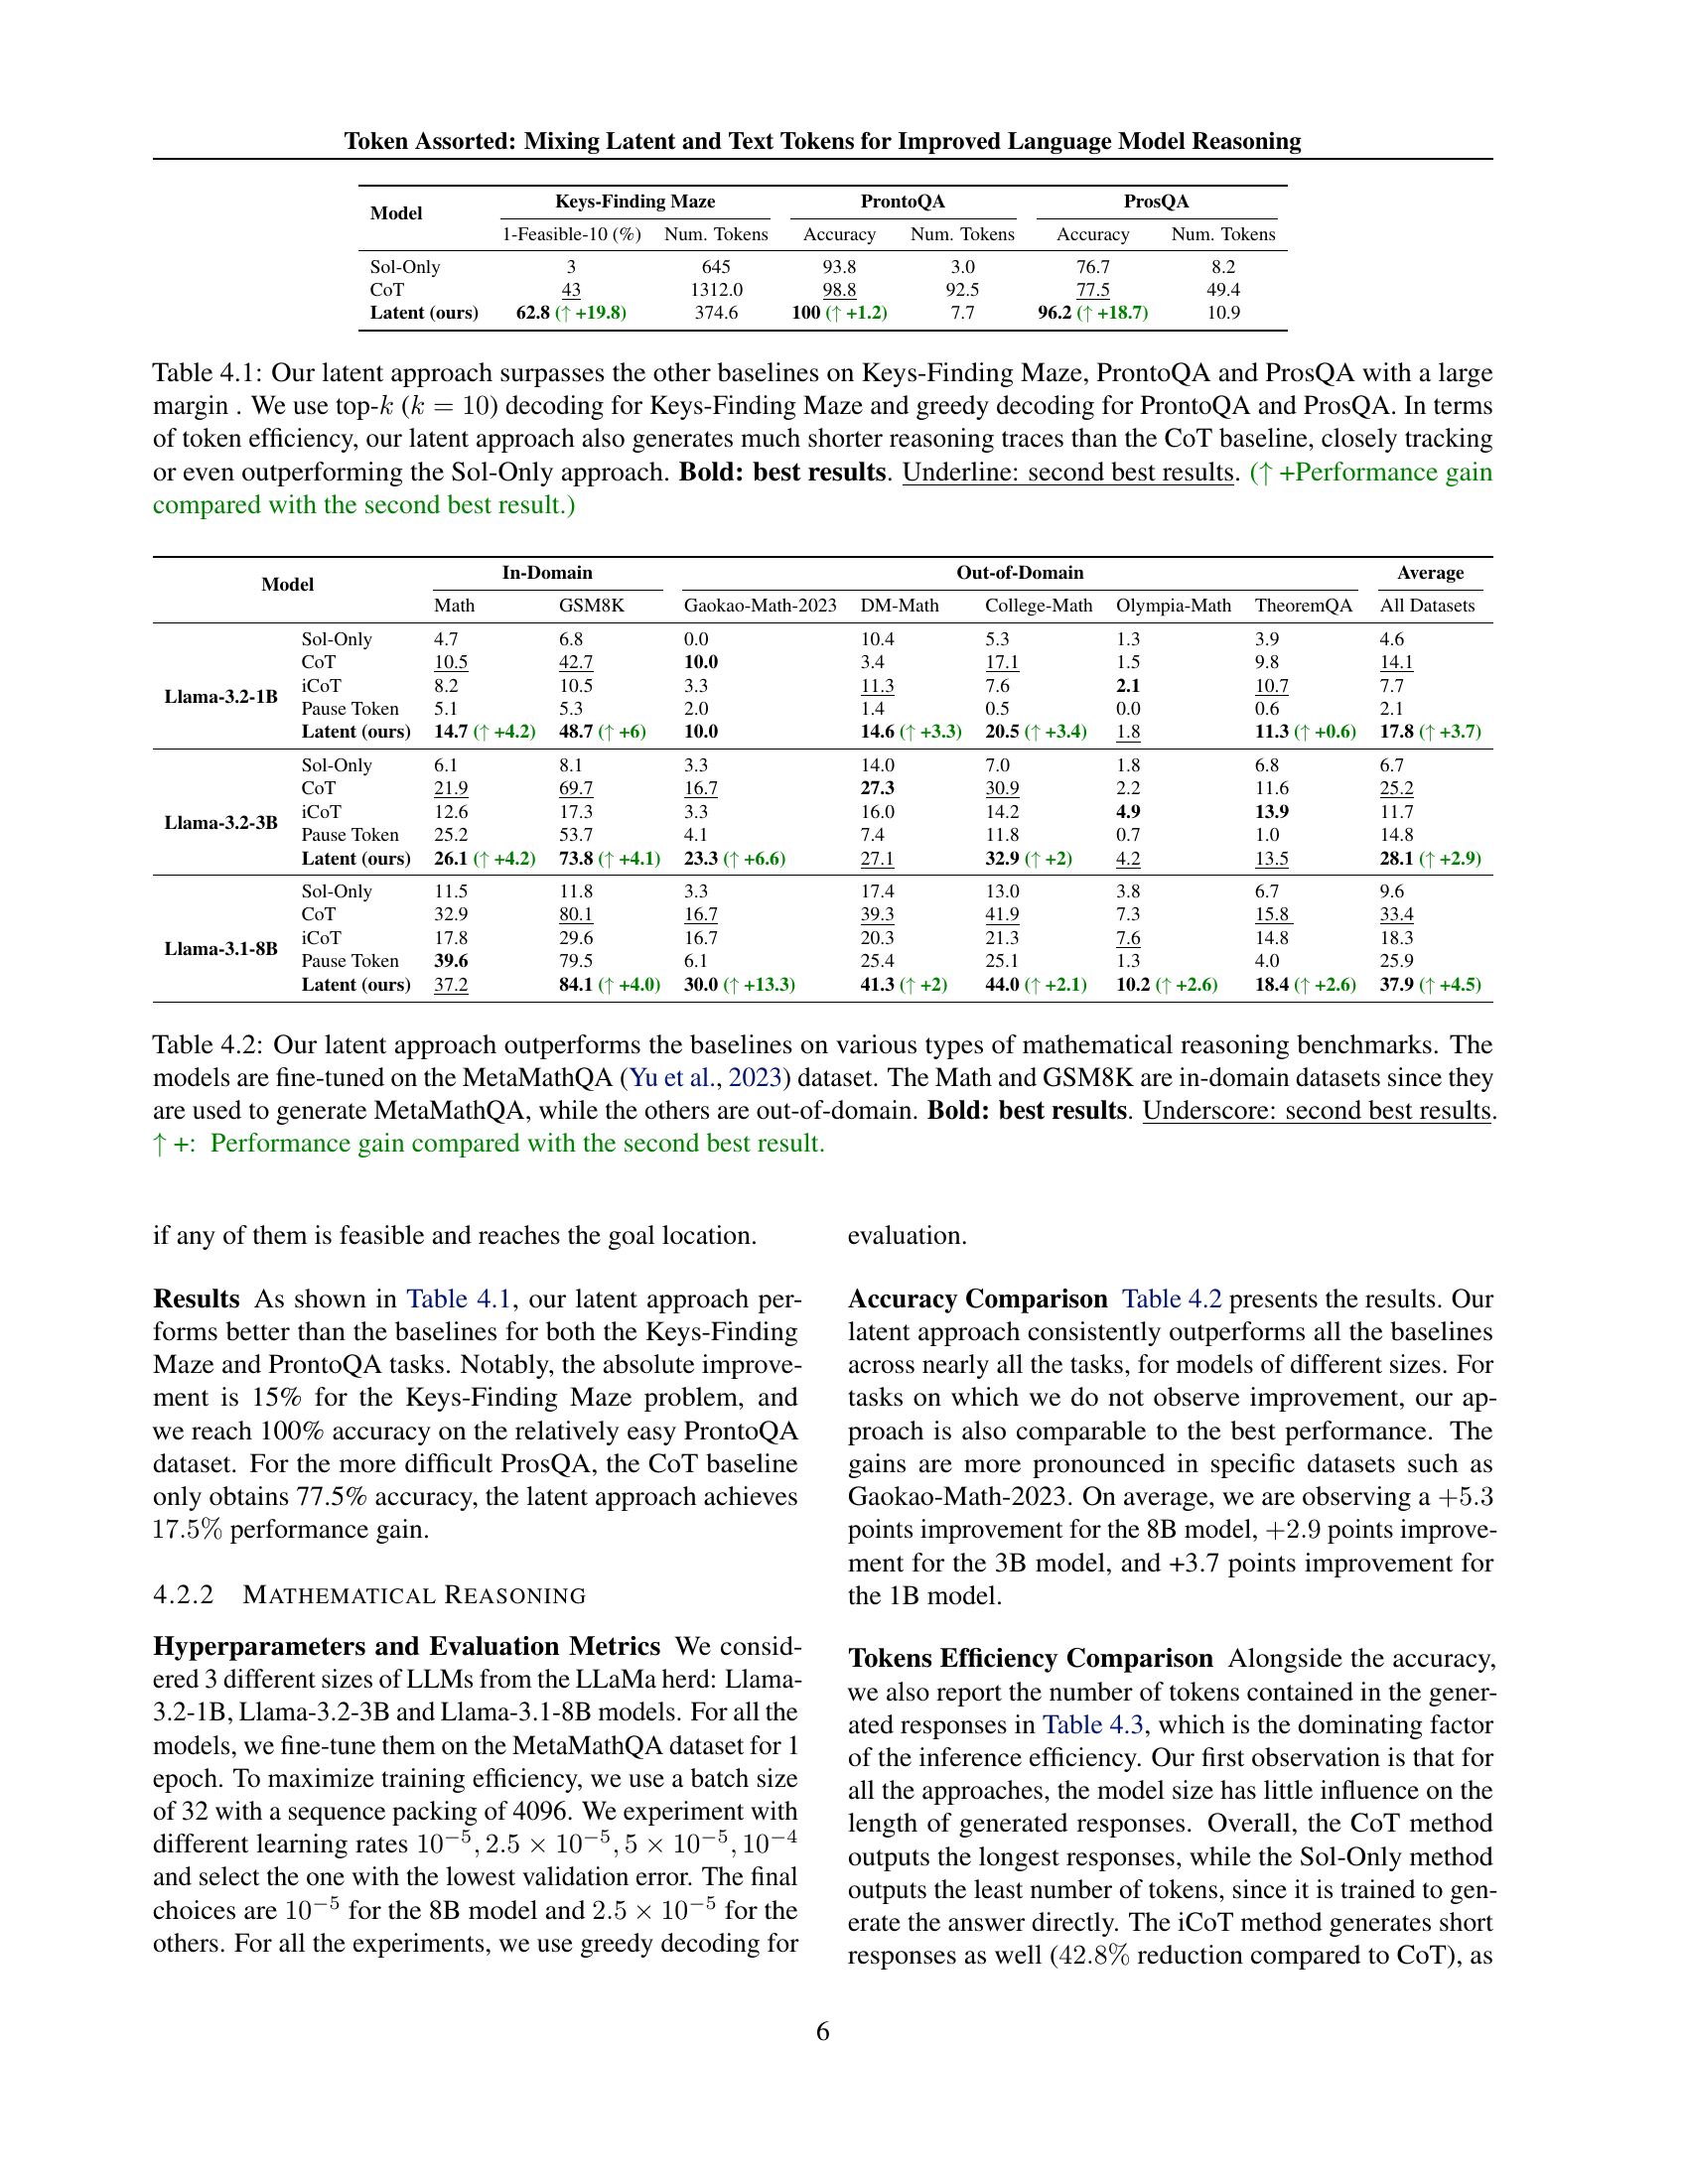 Token Assorted: Mixing Latent and Text Tokens for Improved Language Model Reasoning
Model Keys-Finding Maze ProntoQA ProsQA
1-Feasible-10 (%) Num. Tokens Accuracy Num. Tokens Accuracy Num. Tokens
Sol-Only 3 645 93.8 3.0 76.7 8.2
CoT 43 1312.0 98.8 92.5 77.5 49.4
Latent (ours) 62.8 (↑ +19.8) 374.6 100 (↑ +1.2) 7.7 96.2 (↑ +18.7) 10.9
Table 4.1: Our latent approach surpasses the other baselines on Keys-Finding Maze, ProntoQA and ProsQA with a large
margin . We use top-k (k = 10) decoding for Keys-Finding Maze and greedy decoding for ProntoQA and ProsQA. In terms
of token efficiency, our latent approach also generates much shorter reasoning traces than the CoT baseline, closely tracking
or even outperforming the Sol-Only approach. Bold: best results. Underline: second best results. (↑ +Performance gain
compared with the second best result.)
Model In-Domain Out-of-Domain Average
Math GSM8K Gaokao-Math-2023 DM-Math College-Math Olympia-Math TheoremQA All Datasets
Llama-3.2-1B
Sol-Only 4.7 6.8 0.0 10.4 5.3 1.3 3.9 4.6
CoT 10.5 42.7 10.0 3.4 17.1 1.5 9.8 14.1
iCoT 8.2 10.5 3.3 11.3 7.6 2.1 10.7 7.7
Pause Token 5.1 5.3 2.0 1.4 0.5 0.0 0.6 2.1
Latent (ours) 14.7 (↑ +4.2) 48.7 (↑ +6) 10.0 14.6 (↑ +3.3) 20.5 (↑ +3.4) 1.8 11.3 (↑ +0.6) 17.8 (↑ +3.7)
Llama-3.2-3B
Sol-Only 6.1 8.1 3.3 14.0 7.0 1.8 6.8 6.7
CoT 21.9 69.7 16.7 27.3 30.9 2.2 11.6 25.2
iCoT 12.6 17.3 3.3 16.0 14.2 4.9 13.9 11.7
Pause Token 25.2 53.7 4.1 7.4 11.8 0.7 1.0 14.8
Latent (ours) 26.1 (↑ +4.2) 73.8 (↑ +4.1) 23.3 (↑ +6.6) 27.1 32.9 (↑ +2) 4.2 13.5 28.1 (↑ +2.9)
Llama-3.1-8B
Sol-Only 11.5 11.8 3.3 17.4 13.0 3.8 6.7 9.6
CoT 32.9 80.1 16.7 39.3 41.9 7.3 15.8 33.4
iCoT 17.8 29.6 16.7 20.3 21.3 7.6 14.8 18.3
Pause Token 39.6 79.5 6.1 25.4 25.1 1.3 4.0 25.9
Latent (ours) 37.2 84.1 (↑ +4.0) 30.0 (↑ +13.3) 41.3 (↑ +2) 44.0 (↑ +2.1) 10.2 (↑ +2.6) 18.4 (↑ +2.6) 37.9 (↑ +4.5)
Table 4.2: Our latent approach outperforms the baselines on various types of mathematical reasoning benchmarks. The
models are fine-tuned on the MetaMathQA (Yu et al., 2023) dataset. The Math and GSM8K are in-domain datasets since they
are used to generate MetaMathQA, while the others are out-of-domain. Bold: best results. Underscore: second best results.
↑ +: Performance gain compared with the second best result.
if any of them is feasible and reaches the goal location.
Results As shown in Table 4.1, our latent approach per-
forms better than the baselines for both the Keys-Finding
Maze and ProntoQA tasks. Notably, the absolute improve-
ment is 15% for the Keys-Finding Maze problem, and
we reach 100% accuracy on the relatively easy ProntoQA
dataset. For the more difficult ProsQA, the CoT baseline
only obtains 77.5% accuracy, the latent approach achieves
17.5% performance gain.
4.2.2 MATHEMATICAL REASONING
Hyperparameters and Evaluation Metrics We consid-
ered 3 different sizes of LLMs from the LLaMa herd: Llama-
3.2-1B, Llama-3.2-3B and Llama-3.1-8B models. For all the
models, we fine-tune them on the MetaMathQA dataset for 1
epoch. To maximize training efficiency, we use a batch size
of 32 with a sequence packing of 4096. We experiment with
different learning rates 10⁻⁵, 2.5 × 10⁻⁵, 5 × 10⁻⁵, 10⁻⁴
and select the one with the lowest validation error. The final
choices are 10⁻⁵ for the 8B model and 2.5 × 10⁻⁵ for the
others. For all the experiments, we use greedy decoding for
evaluation.
Accuracy Comparison Table 4.2 presents the results. Our
latent approach consistently outperforms all the baselines
across nearly all the tasks, for models of different sizes. For
tasks on which we do not observe improvement, our ap-
proach is also comparable to the best performance. The
gains are more pronounced in specific datasets such as
Gaokao-Math-2023. On average, we are observing a +5.3
points improvement for the 8B model, +2.9 points improve-
ment for the 3B model, and +3.7 points improvement for
the 1B model.
Tokens Efficiency Comparison Alongside the accuracy,
we also report the number of tokens contained in the gener-
ated responses in Table 4.3, which is the dominating factor
of the inference efficiency. Our first observation is that for
all the approaches, the model size has little influence on the
length of generated responses. Overall, the CoT method
outputs the longest responses, while the Sol-Only method
outputs the least number of tokens, since it is trained to gen-
erate the answer directly. The iCoT method generates short
responses as well (42.8% reduction compared to CoT), as
6